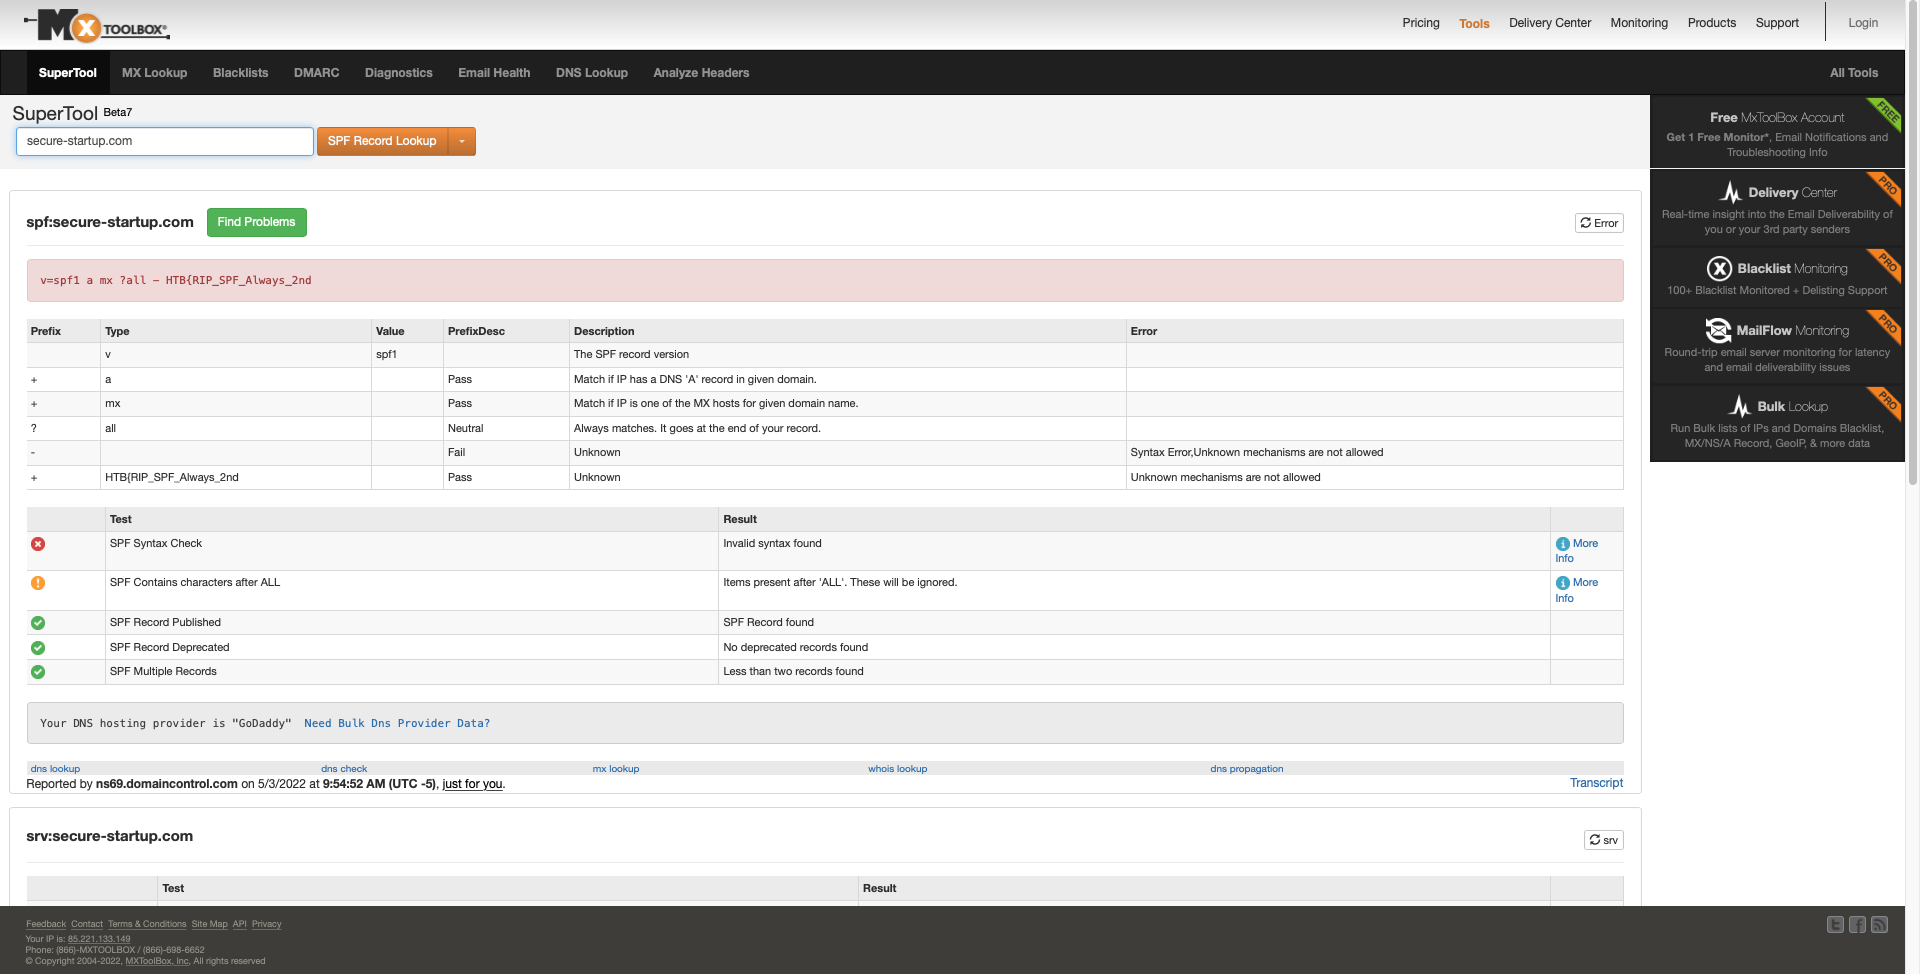 Mx TOOLBOX®
Pricing Tools Delivery Center Monitoring Products Support Login
SuperTool MX Lookup Blacklists DMARC Diagnostics Email Health DNS Lookup Analyze Headers All Tools
SuperTool Beta7
secure-startup.com SPF Record Lookup
FREE
Free MxToolBox Account
Get 1 Free Monitor*, Email Notifications and
Troubleshooting Info
PRO
Delivery Center
Real-time insight into the Email Deliverability of
you or your 3rd party senders
PRO
Blacklist Monitoring
100+ Blacklist Monitored + Delisting Support
PRO
MailFlow Monitoring
Round-trip email server monitoring for latency
and email deliverability issues
PRO
Bulk Lookup
Run Bulk lists of IPs and Domains Blacklist,
MX/NS/A Record, GeoIP, & more data
spf:secure-startup.com Find Problems Error
v=spf1 a mx ?all – HTB{RIP_SPF_Always_2nd
Prefix Type Value PrefixDesc Description Error
v spf1 The SPF record version
+ a Pass Match if IP has a DNS 'A' record in given domain.
+ mx Pass Match if IP is one of the MX hosts for given domain name.
? all Neutral Always matches. It goes at the end of your record.
- Fail Unknown Syntax Error,Unknown mechanisms are not allowed
+ HTB{RIP_SPF_Always_2nd Pass Unknown Unknown mechanisms are not allowed
Test Result
SPF Syntax Check Invalid syntax found More
Info
SPF Contains characters after ALL Items present after 'ALL'. These will be ignored. More
Info
SPF Record Published SPF Record found
SPF Record Deprecated No deprecated records found
SPF Multiple Records Less than two records found
Your DNS hosting provider is "GoDaddy" Need Bulk Dns Provider Data?
dns lookup dns check mx lookup whois lookup dns propagation
Reported by ns69.domaincontrol.com on 5/3/2022 at 9:54:52 AM (UTC -5), just for you. Transcript
srv:secure-startup.com srv
Test Result
Feedback Contact Terms & Conditions Site Map API Privacy
Your IP is: 85.221.133.149
Phone: (866)-MXTOOLBOX / (866)-698-6652
© Copyright 2004-2022, MXToolBox, Inc, All rights reserved